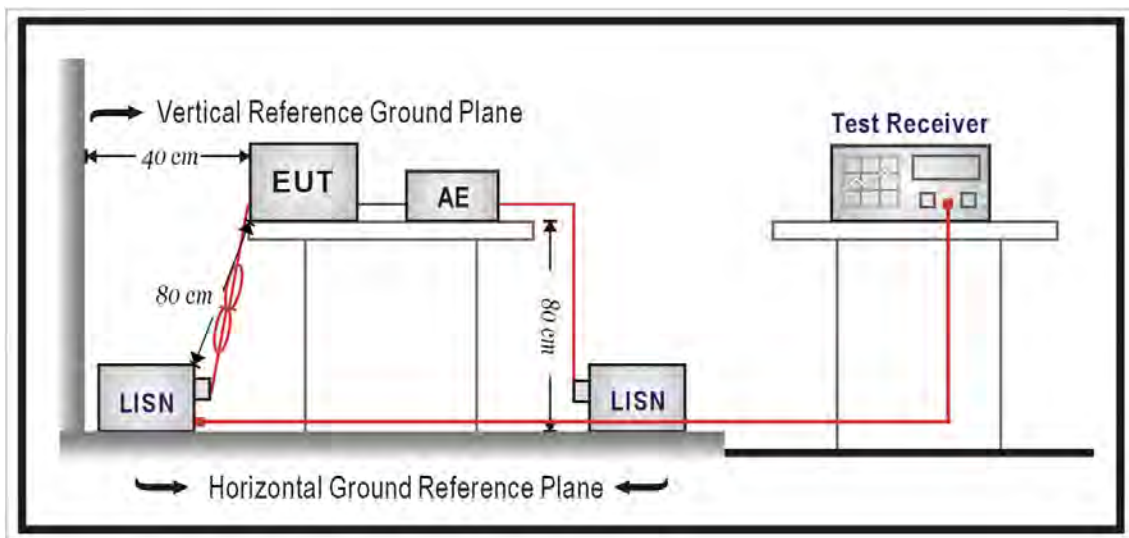 Vertical Reference Ground Plane
Test Receiver
40 cm
EUT
AE
80 cm
80 cm
LISN
LISN
Horizontal Ground Reference Plane